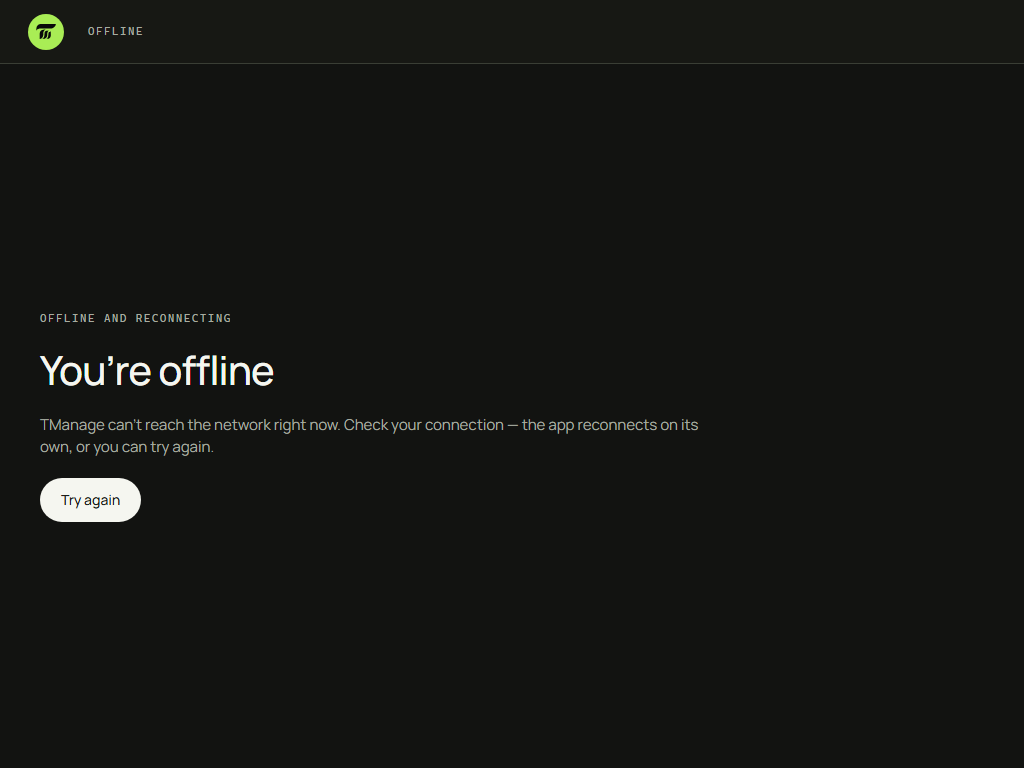 OFFLINE
OFFLINE AND RECONNECTING
You're offline
TManage can't reach the network right now. Check your connection — the app reconnects on its
own, or you can try again.
Try again